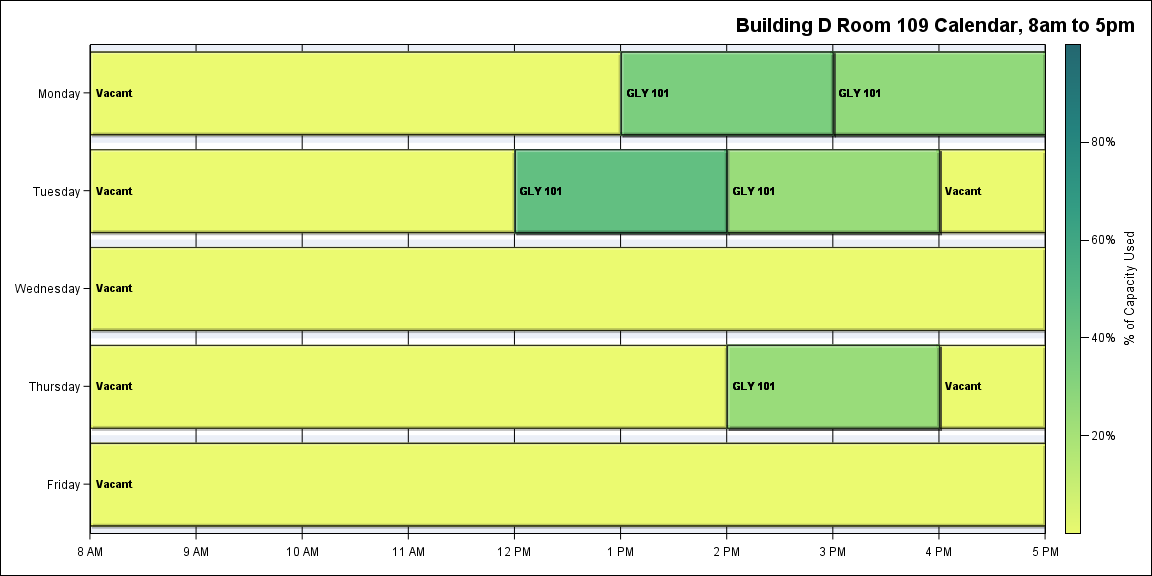 Building D Room 109 Calendar, 8am to 5pm
Monday
Vacant
GLY 101
GLY 101
Tuesday
Vacant
GLY 101
GLY 101
Vacant
Wednesday
Vacant
Thursday
Vacant
GLY 101
Vacant
Friday
Vacant
8 AM
9 AM
10 AM
11 AM
12 PM
1 PM
2 PM
3 PM
4 PM
5 PM
80%
60%
40%
20%
% of Capacity Used